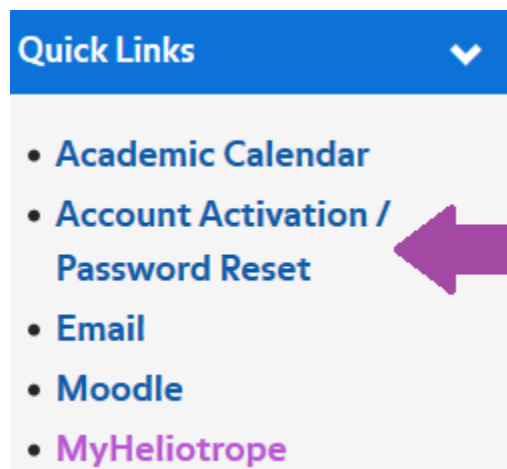 Quick Links
Academic Calendar
Account Activation /
Password Reset
Email
Moodle
MyHeliotrope